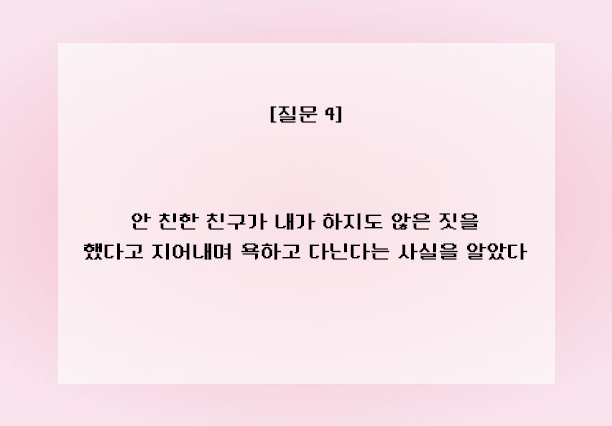 [질문 4]
안 친한 친구가 내가 하지도 않은 짓을
했다고 지어내며 욕하고 다닌다는 사실을 알았다